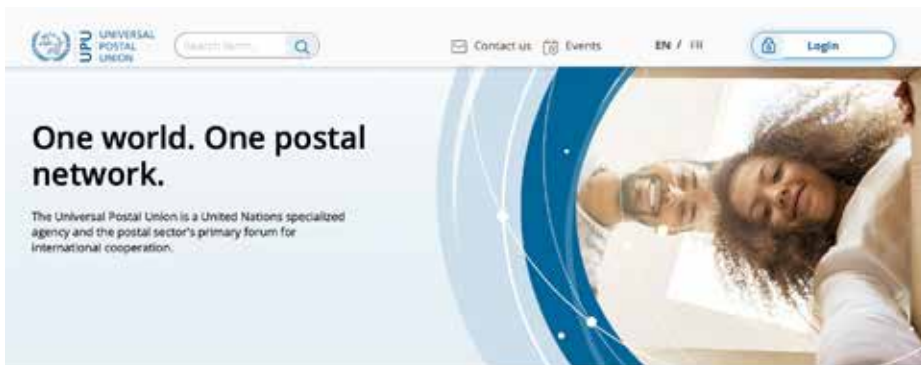 UPU
UNIVERSAL
POSTAL
UNION
Search term...
Contact us
Events
EN / FR
Login
One world. One postal
network.
The Universal Postal Union is a United Nations specialized
agency and the postal sector's primary forum for
international cooperation.